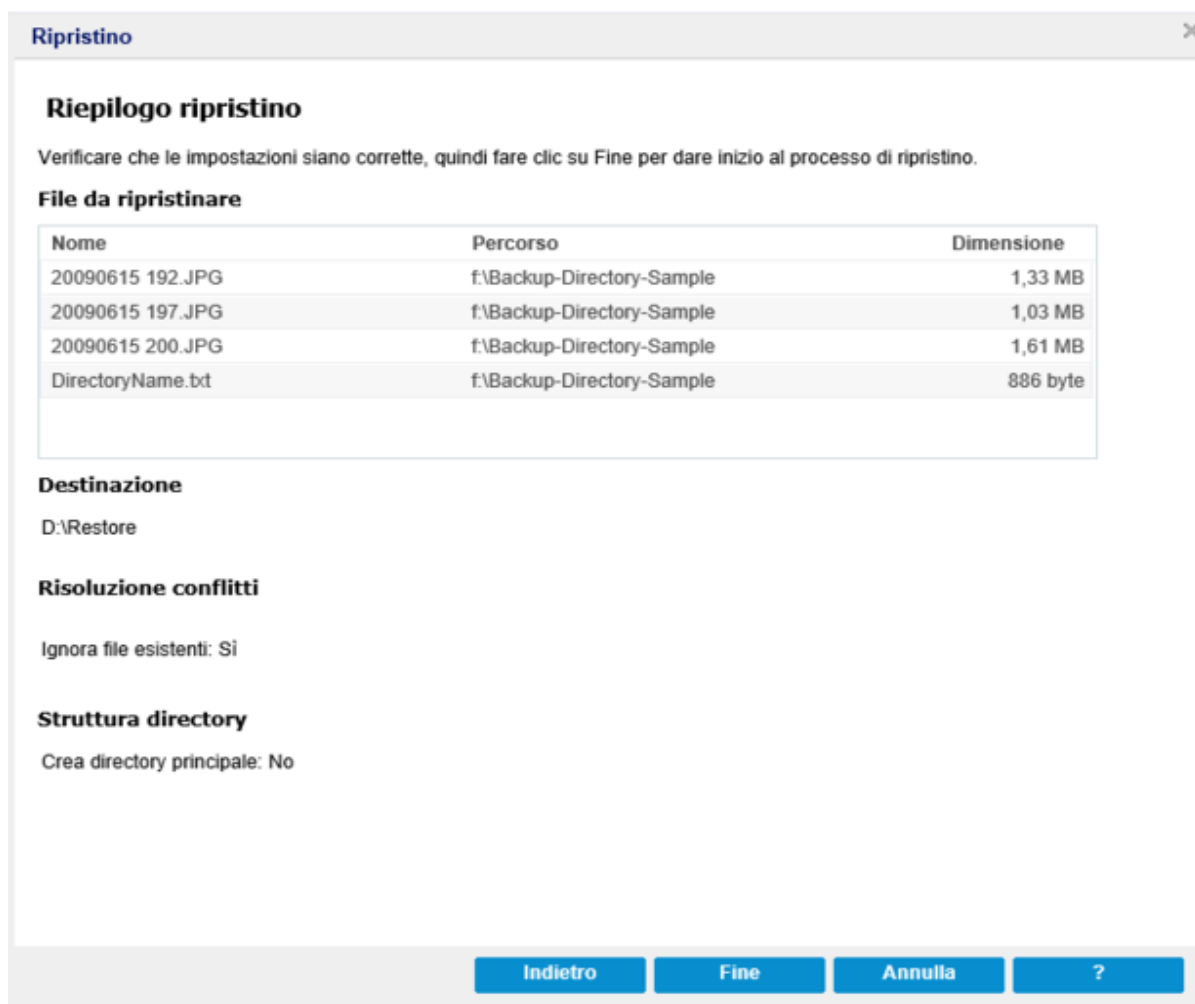 Ripristino
Riepilogo ripristino
Verificare che le impostazioni siano corrette, quindi fare clic su Fine per dare inizio al processo di ripristino.
File da ripristinare
Nome Percorso Dimensione
20090615 192.JPG f:\Backup-Directory-Sample 1,33 MB
20090615 197.JPG f:\Backup-Directory-Sample 1,03 MB
20090615 200.JPG f:\Backup-Directory-Sample 1,61 MB
DirectoryName.txt f:\Backup-Directory-Sample 886 byte
Destinazione
D:\Restore
Risoluzione conflitti
Ignora file esistenti: Sì
Struttura directory
Crea directory principale: No
Indietro Fine Annulla ?